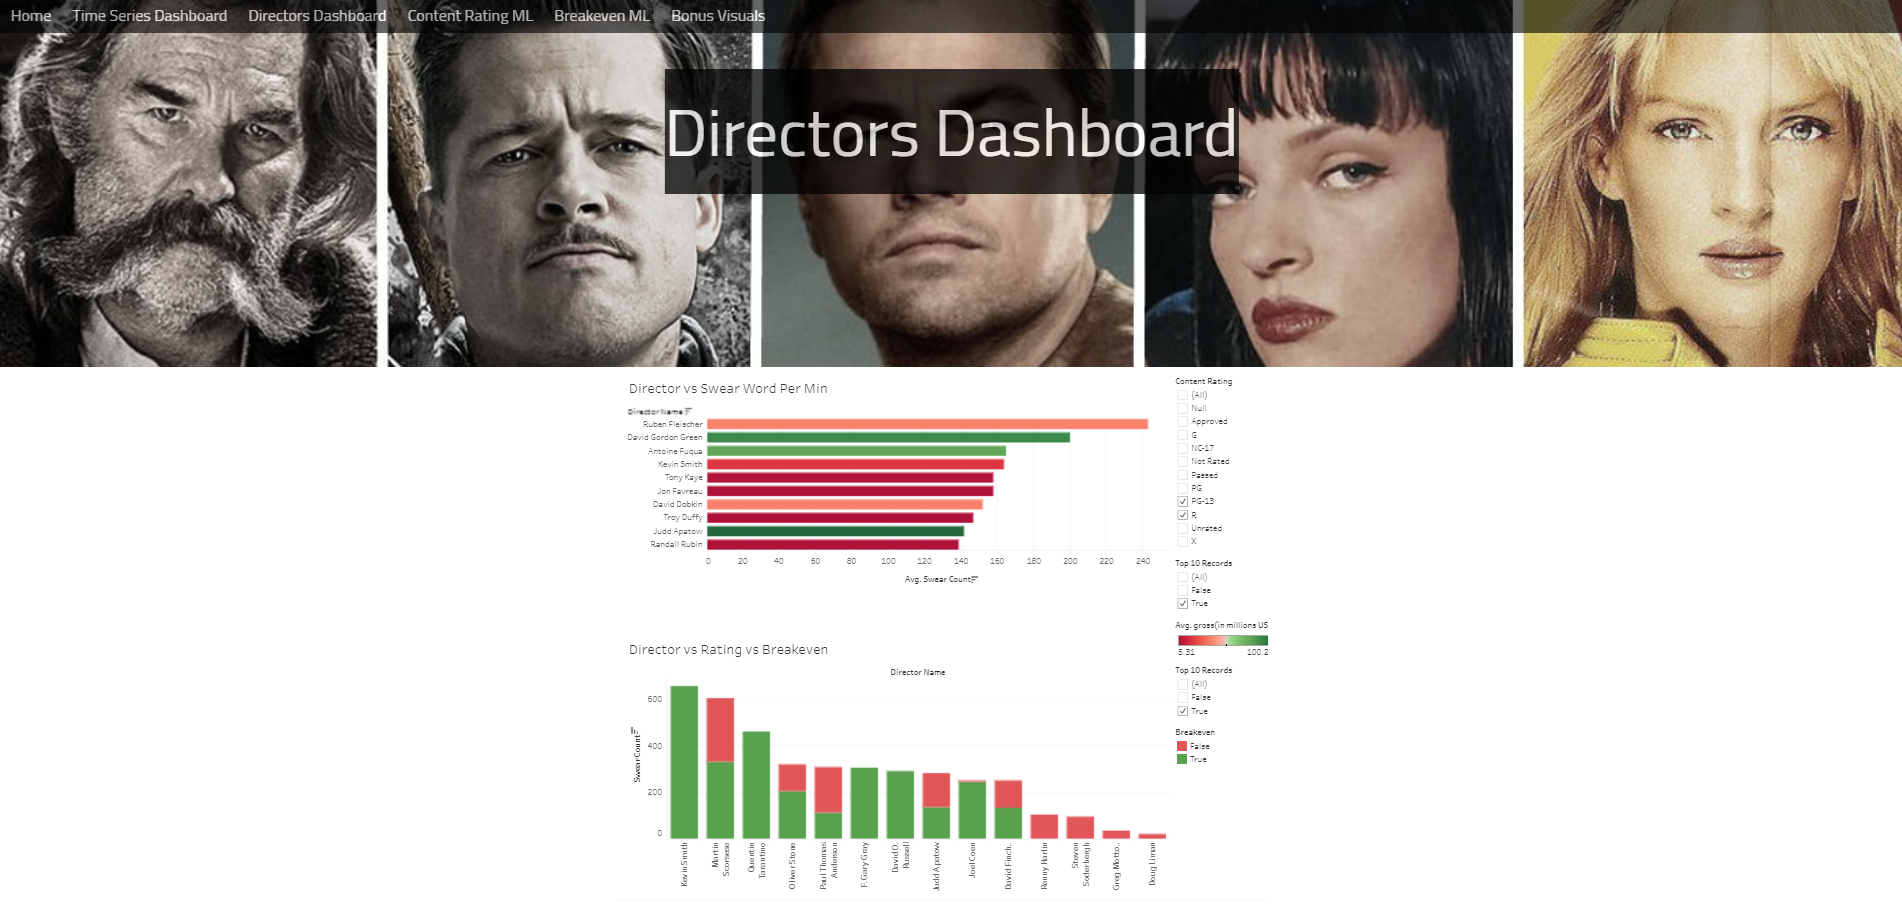 Home Time Series Dashboard Directors Dashboard Content Rating ML Breakeven ML Bonus Visuals
Directors Dashboard
Director vs Swear Word Per Min
Director Name
Ruben Fleischer
David Gordon Green
Antoine Fuqua
Kevin Smith
Tony Kaye
Jon Favreau
David Dobkin
Troy Duffy
Judd Apatow
Randall Rubin
0 20 40 60 80 100 120 140 160 180 200 220 240
Avg. Swear Count
Content Rating
(All)
Null
Approved
G
NC-17
Not Rated
Passed
PG
PG-13
R
Unrated
X
Top 10 Records
(All)
False
True
Avg. gross(in millions US
5.31 100.2
Top 10 Records
(All)
False
True
Breakeven
False
True
Director vs Rating vs Breakeven
Director Name
Swear Count
600
400
200
0
Kevin Smith
Martin
Scorsese
Quentin
Tarantino
Oliver Stone
Paul Thomas
Anderson
F. Gary Gray
David O.
Russell
Judd Apatow
Joel Coen
David Finch..
Renny Harlin
Steven
Soderbergh
Greg Motto..
Doug Liman